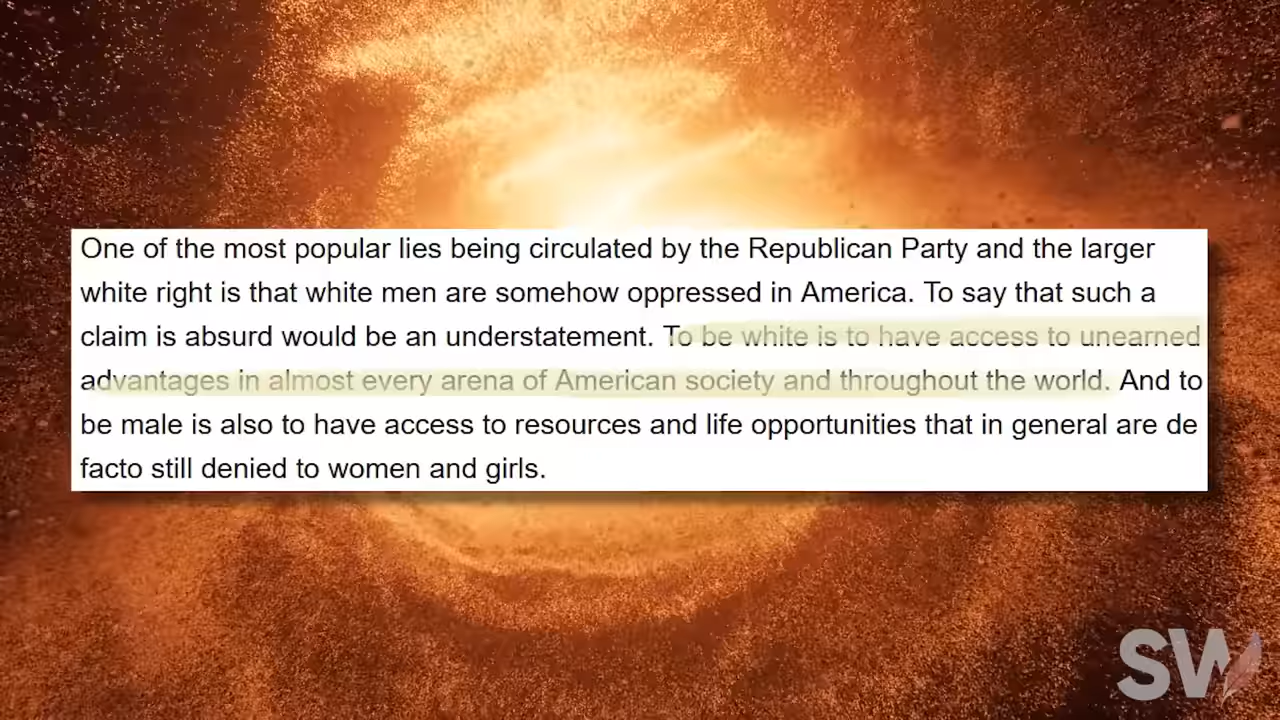 One of the most popular lies being circulated by the Republican Party and the larger
white right is that white men are somehow oppressed in America. To say that such a
claim is absurd would be an understatement. To be white is to have access to unearned
advantages in almost every arena of American society and throughout the world. And to
be male is also to have access to resources and life opportunities that in general are de
facto still denied to women and girls.
SW